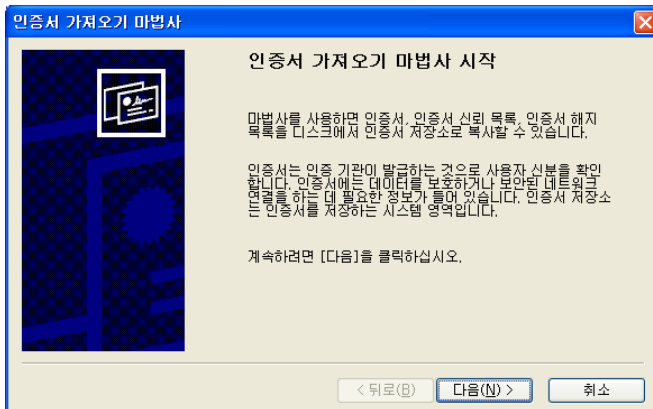 인증서 가져오기 마법사
인증서 가져오기 마법사 시작
마법사를 사용하면 인증서, 인증서 신뢰 목록, 인증서 해지
목록을 디스크에서 인증서 저장소로 복사할 수 있습니다.
인증서는 인증 기관이 발급하는 것으로 사용자 신분을 확인
합니다. 인증서에는 데이터를 보호하거나 보안된 네트워크
연결을 하는 데 필요한 정보가 들어 있습니다. 인증서 저장소
는 인증서를 저장하는 시스템 영역입니다.
계속하려면 [다음]을 클릭하십시오.
< 뒤로(B) 다음(N) > 취소